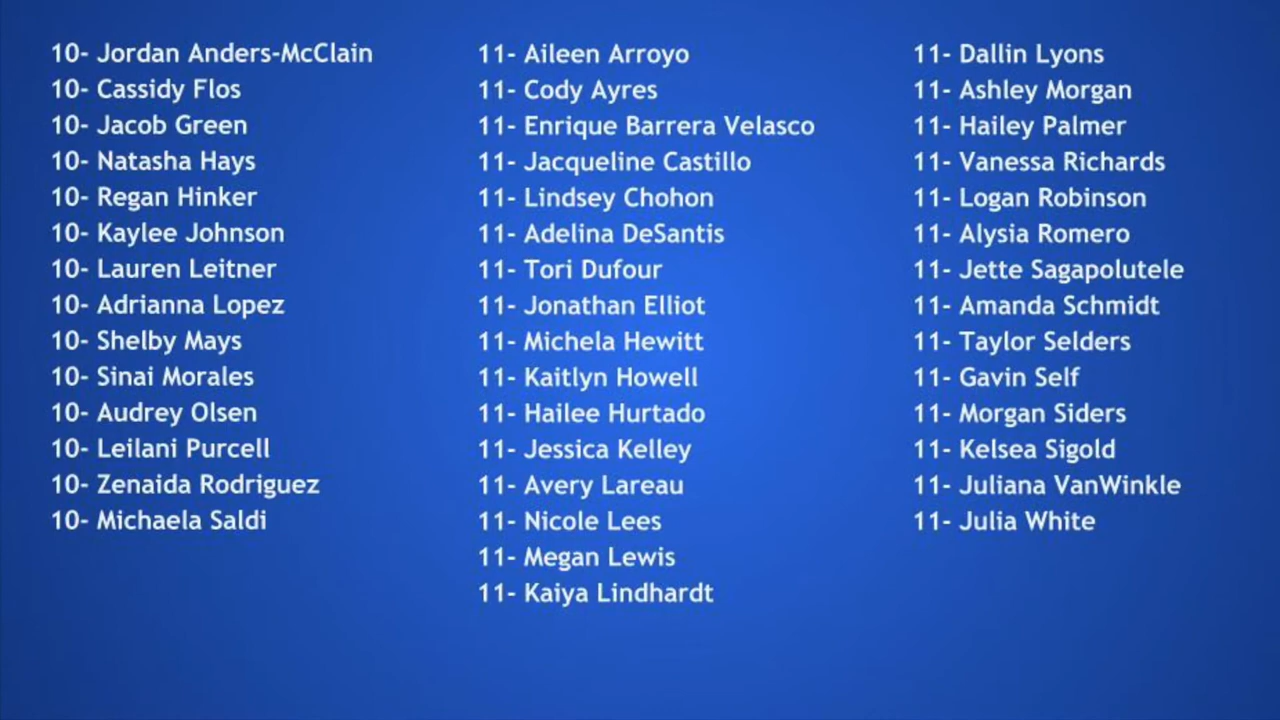 10- Jordan Anders-McClain
10- Cassidy Flos
10- Jacob Green
10- Natasha Hays
10- Regan Hinker
10- Kaylee Johnson
10- Lauren Leitner
10- Adrianna Lopez
10- Shelby Mays
10- Sinai Morales
10- Audrey Olsen
10- Leilani Purcell
10- Zenaida Rodriguez
10- Michaela Saldi
11- Aileen Arroyo
11- Cody Ayres
11- Enrique Barrera Velasco
11- Jacqueline Castillo
11- Lindsey Chohon
11- Adelina DeSantis
11- Tori Dufour
11- Jonathan Elliot
11- Michela Hewitt
11- Kaitlyn Howell
11- Hailee Hurtado
11- Jessica Kelley
11- Avery Lareau
11- Nicole Lees
11- Megan Lewis
11- Kaiya Lindhardt
11- Dallin Lyons
11- Ashley Morgan
11- Hailey Palmer
11- Vanessa Richards
11- Logan Robinson
11- Alysia Romero
11- Jette Sagapolutele
11- Amanda Schmidt
11- Taylor Selders
11- Gavin Self
11- Morgan Siders
11- Kelsea Sigold
11- Juliana VanWinkle
11- Julia White